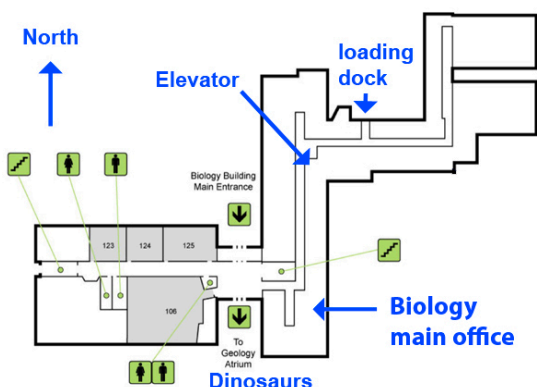 North
loading
dock
Elevator
Biology Building
Main Entrance
123
124
125
106
Biology
main office
To
Geology
Atrium
Dinosaurs